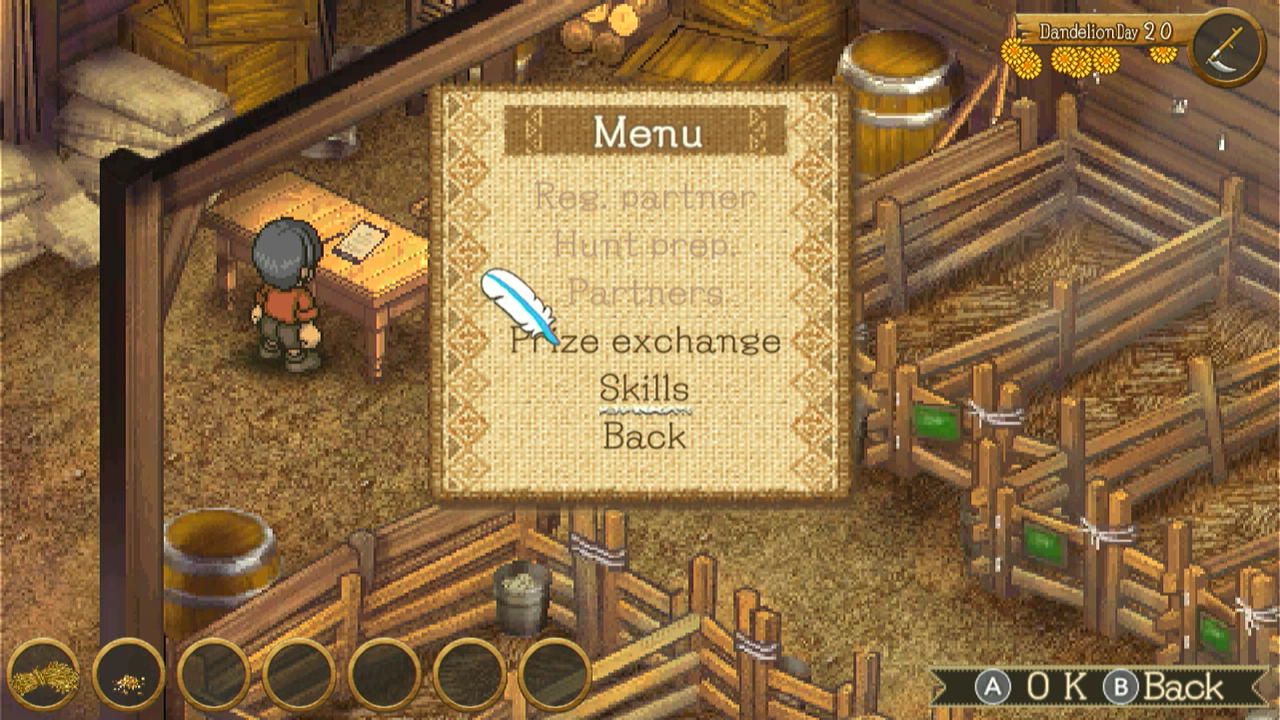 DandelionDay 20
Menu
Reg. partner
Hunt prep.
Partners
Prize exchange
Skills
Back
A OK B Back